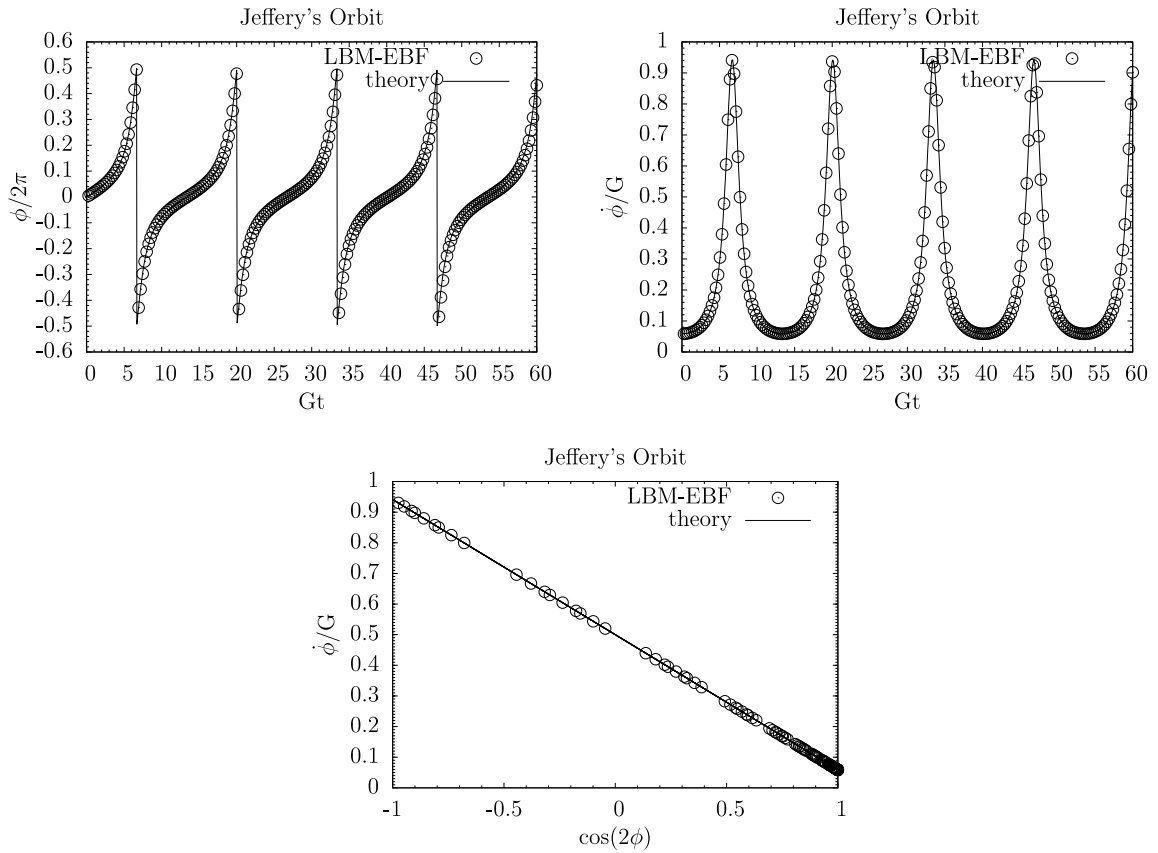 Jeffery's Orbit
LBM-EBF
theory
0.6
0.5
0.4
0.3
0.2
0.1
0
-0.1
-0.2
-0.3
-0.4
-0.5
-0.6
ϕ/2π
0 5 10 15 20 25 30 35 40 45 50 55 60
Gt
Jeffery's Orbit
LBM-EBF
theory
1
0.9
0.8
0.7
0.6
0.5
0.4
0.3
0.2
0.1
0
ϕ̇/G
0 5 10 15 20 25 30 35 40 45 50 55 60
Gt
Jeffery's Orbit
LBM-EBF
theory
1
0.9
0.8
0.7
0.6
0.5
0.4
0.3
0.2
0.1
0
ϕ̇/G
-1 -0.5 0 0.5 1
cos(2ϕ)